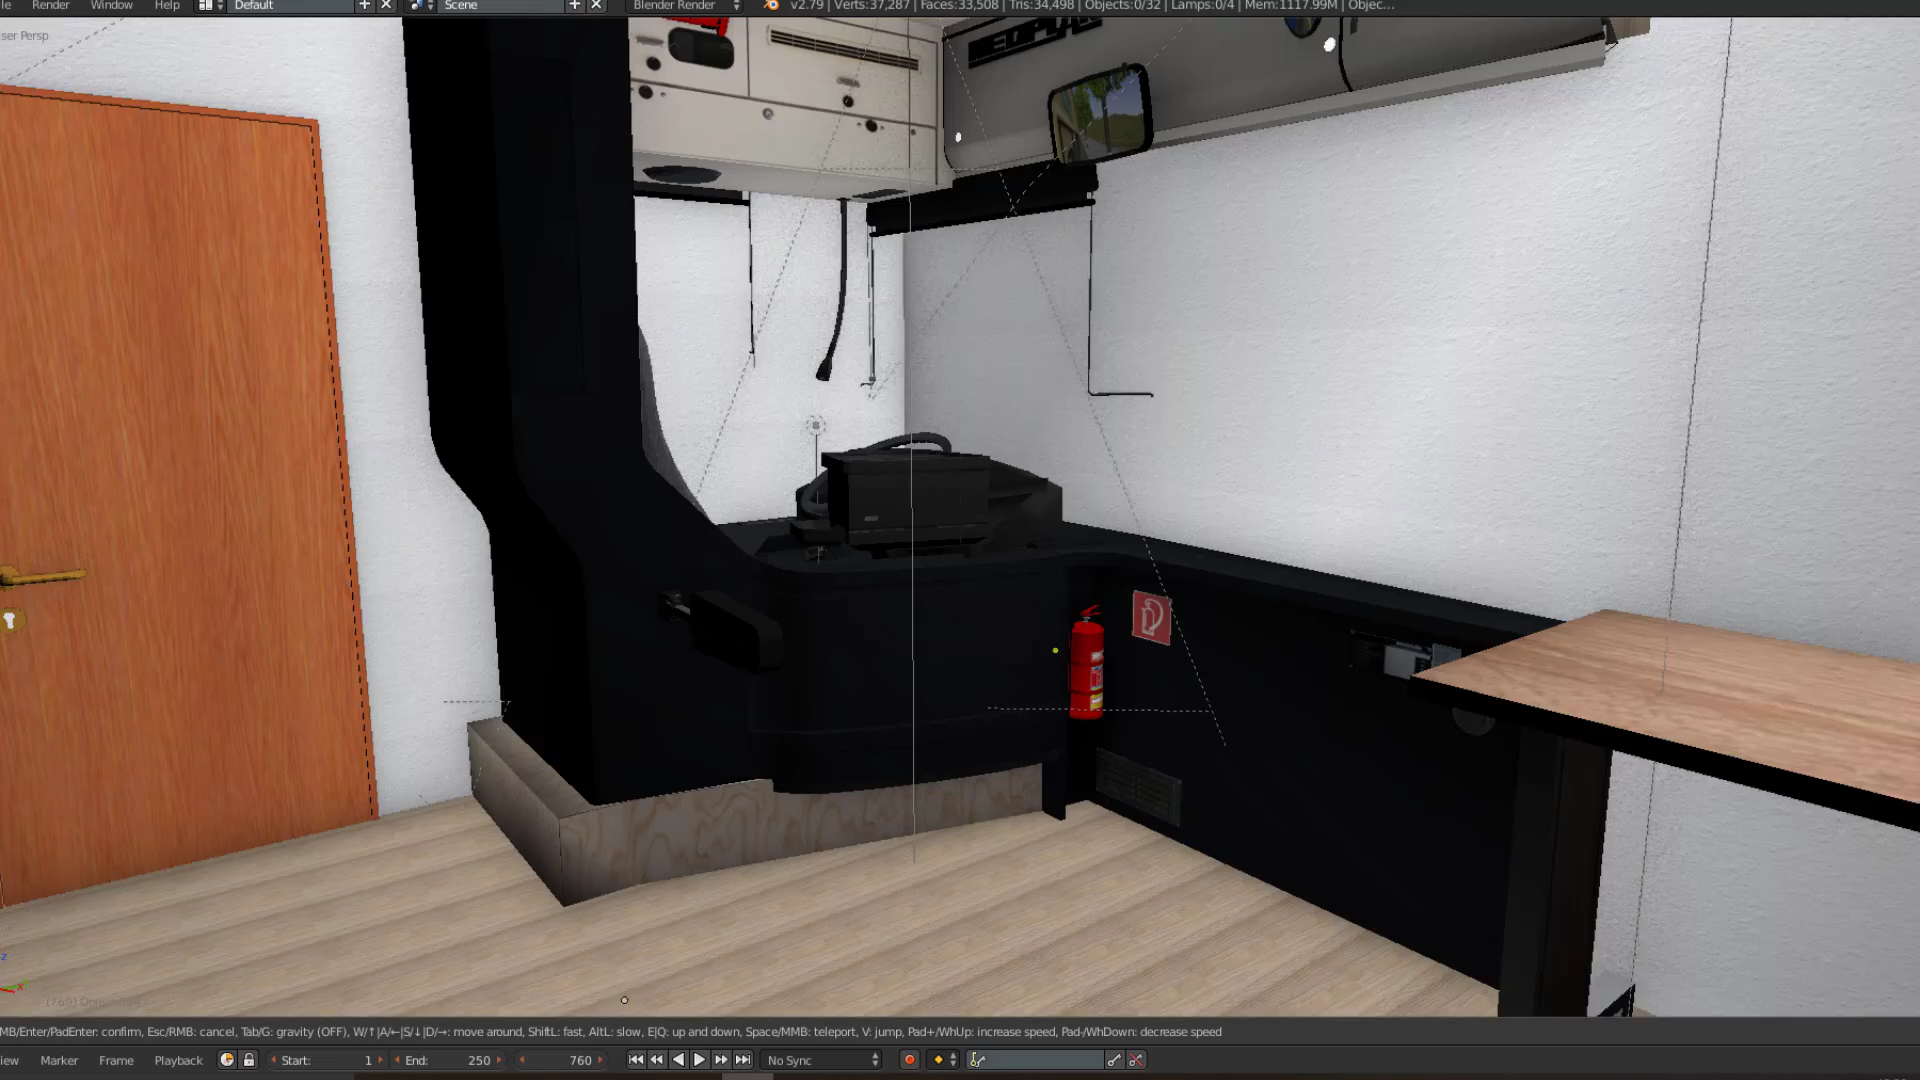 le Render Window Help Default Scene Blender Render v2.79 | Verts:37,287 | Faces:33,508 | Tris:34,498 | Objects:0/32 | Lamps:0/4 | Mem:1117.99M | Objec...
ser Persp
NEOPLAN
z
x
MB/Enter/PadEnter: confirm, Esc/RMB: cancel, Tab/G: gravity (OFF), W/↑|A/←|S/↓|D/→: move around, ShiftL: fast, AltL: slow, E|Q: up and down, Space/MMB: teleport, V: jump, Pad+/WhUp: increase speed, Pad-/WhDown: decrease speed
iew Marker Frame Playback Start: 1 End: 250 760 No Sync